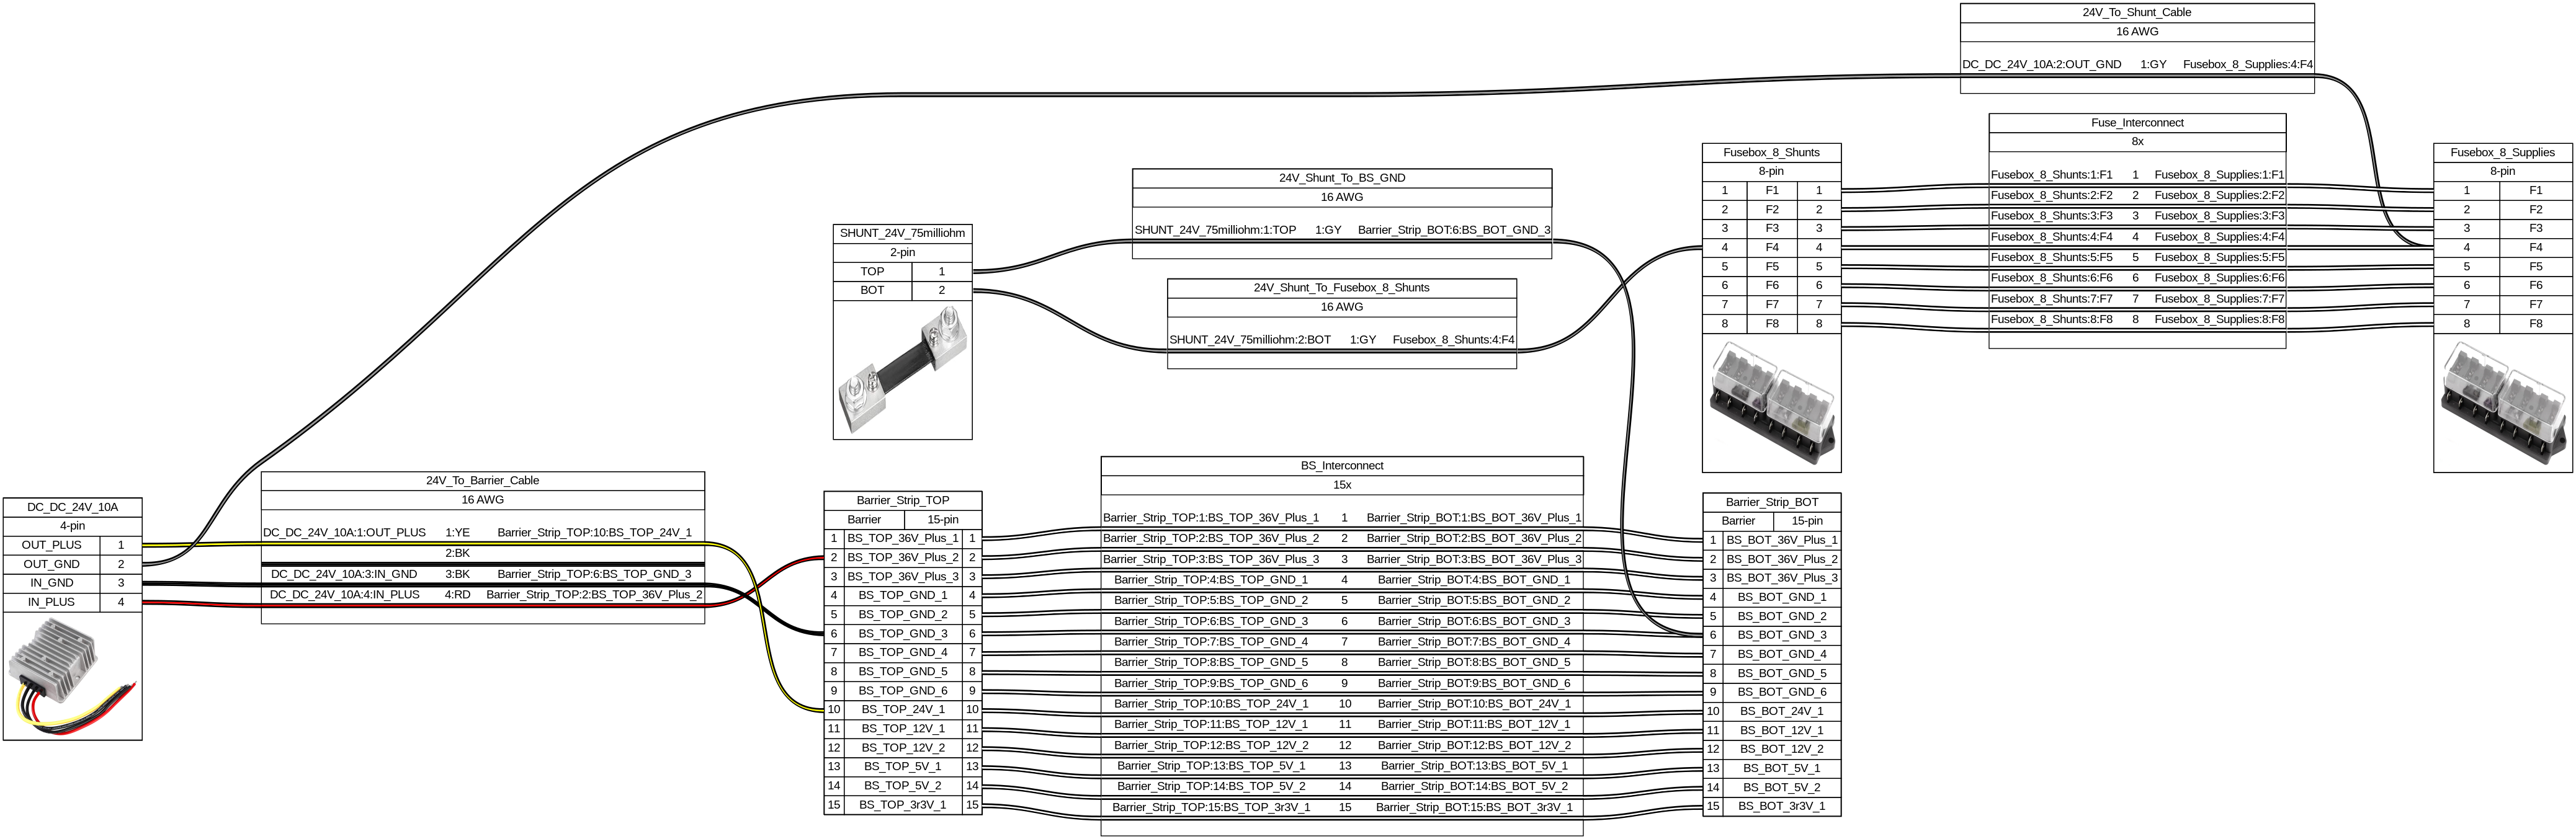 24V_To_Shunt_Cable
16 AWG
DC_DC_24V_10A:2:OUT_GND 1:GY Fusebox_8_Supplies:4:F4
Fuse_Interconnect
8x
Fusebox_8_Shunts:1:F1 1 Fusebox_8_Supplies:1:F1
Fusebox_8_Shunts:2:F2 2 Fusebox_8_Supplies:2:F2
Fusebox_8_Shunts:3:F3 3 Fusebox_8_Supplies:3:F3
Fusebox_8_Shunts:4:F4 4 Fusebox_8_Supplies:4:F4
Fusebox_8_Shunts:5:F5 5 Fusebox_8_Supplies:5:F5
Fusebox_8_Shunts:6:F6 6 Fusebox_8_Supplies:6:F6
Fusebox_8_Shunts:7:F7 7 Fusebox_8_Supplies:7:F7
Fusebox_8_Shunts:8:F8 8 Fusebox_8_Supplies:8:F8
Fusebox_8_Shunts
8-pin
1 F1 1
2 F2 2
3 F3 3
4 F4 4
5 F5 5
6 F6 6
7 F7 7
8 F8 8
Fusebox_8_Supplies
8-pin
1 F1
2 F2
3 F3
4 F4
5 F5
6 F6
7 F7
8 F8
24V_Shunt_To_BS_GND
16 AWG
SHUNT_24V_75milliohm:1:TOP 1:GY Barrier_Strip_BOT:6:BS_BOT_GND_3
SHUNT_24V_75milliohm
2-pin
TOP 1
BOT 2
24V_Shunt_To_Fusebox_8_Shunts
16 AWG
SHUNT_24V_75milliohm:2:BOT 1:GY Fusebox_8_Shunts:4:F4
DC_DC_24V_10A
4-pin
OUT_PLUS 1
OUT_GND 2
IN_GND 3
IN_PLUS 4
24V_To_Barrier_Cable
16 AWG
DC_DC_24V_10A:1:OUT_PLUS 1:YE Barrier_Strip_TOP:10:BS_TOP_24V_1
2:BK
DC_DC_24V_10A:3:IN_GND 3:BK Barrier_Strip_TOP:6:BS_TOP_GND_3
DC_DC_24V_10A:4:IN_PLUS 4:RD Barrier_Strip_TOP:2:BS_TOP_36V_Plus_2
Barrier_Strip_TOP
Barrier 15-pin
1 BS_TOP_36V_Plus_1 1
2 BS_TOP_36V_Plus_2 2
3 BS_TOP_36V_Plus_3 3
4 BS_TOP_GND_1 4
5 BS_TOP_GND_2 5
6 BS_TOP_GND_3 6
7 BS_TOP_GND_4 7
8 BS_TOP_GND_5 8
9 BS_TOP_GND_6 9
10 BS_TOP_24V_1 10
11 BS_TOP_12V_1 11
12 BS_TOP_12V_2 12
13 BS_TOP_5V_1 13
14 BS_TOP_5V_2 14
15 BS_TOP_3r3V_1 15
BS_Interconnect
15x
Barrier_Strip_TOP:1:BS_TOP_36V_Plus_1 1 Barrier_Strip_BOT:1:BS_BOT_36V_Plus_1
Barrier_Strip_TOP:2:BS_TOP_36V_Plus_2 2 Barrier_Strip_BOT:2:BS_BOT_36V_Plus_2
Barrier_Strip_TOP:3:BS_TOP_36V_Plus_3 3 Barrier_Strip_BOT:3:BS_BOT_36V_Plus_3
Barrier_Strip_TOP:4:BS_TOP_GND_1 4 Barrier_Strip_BOT:4:BS_BOT_GND_1
Barrier_Strip_TOP:5:BS_TOP_GND_2 5 Barrier_Strip_BOT:5:BS_BOT_GND_2
Barrier_Strip_TOP:6:BS_TOP_GND_3 6 Barrier_Strip_BOT:6:BS_BOT_GND_3
Barrier_Strip_TOP:7:BS_TOP_GND_4 7 Barrier_Strip_BOT:7:BS_BOT_GND_4
Barrier_Strip_TOP:8:BS_TOP_GND_5 8 Barrier_Strip_BOT:8:BS_BOT_GND_5
Barrier_Strip_TOP:9:BS_TOP_GND_6 9 Barrier_Strip_BOT:9:BS_BOT_GND_6
Barrier_Strip_TOP:10:BS_TOP_24V_1 10 Barrier_Strip_BOT:10:BS_BOT_24V_1
Barrier_Strip_TOP:11:BS_TOP_12V_1 11 Barrier_Strip_BOT:11:BS_BOT_12V_1
Barrier_Strip_TOP:12:BS_TOP_12V_2 12 Barrier_Strip_BOT:12:BS_BOT_12V_2
Barrier_Strip_TOP:13:BS_TOP_5V_1 13 Barrier_Strip_BOT:13:BS_BOT_5V_1
Barrier_Strip_TOP:14:BS_TOP_5V_2 14 Barrier_Strip_BOT:14:BS_BOT_5V_2
Barrier_Strip_TOP:15:BS_TOP_3r3V_1 15 Barrier_Strip_BOT:15:BS_BOT_3r3V_1
Barrier_Strip_BOT
Barrier 15-pin
1 BS_BOT_36V_Plus_1
2 BS_BOT_36V_Plus_2
3 BS_BOT_36V_Plus_3
4 BS_BOT_GND_1
5 BS_BOT_GND_2
6 BS_BOT_GND_3
7 BS_BOT_GND_4
8 BS_BOT_GND_5
9 BS_BOT_GND_6
10 BS_BOT_24V_1
11 BS_BOT_12V_1
12 BS_BOT_12V_2
13 BS_BOT_5V_1
14 BS_BOT_5V_2
15 BS_BOT_3r3V_1